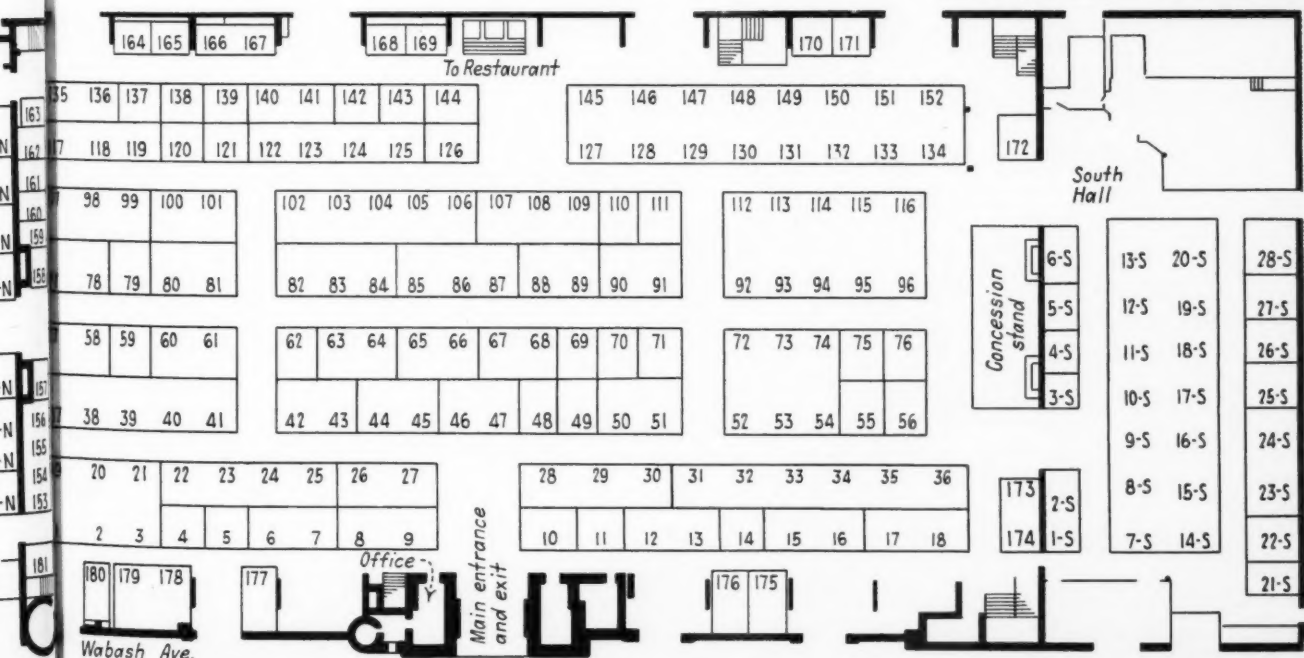 164 165 166 167 168 169 170 171
To Restaurant
135 136 137 138 139 140 141 142 143 144 145 146 147 148 149 150 151 152
163
N 162 117 118 119 120 121 122 123 124 125 126 127 128 129 130 131 132 133 134 172
N 161
South
Hall
160 98 99 100 101 102 103 104 105 106 107 108 109 110 111 112 113 114 115 116
N 159
N 158 78 79 80 81 82 83 84 85 86 87 88 89 90 91 92 93 94 95 96
Concession
stand
6-S 13-S 20-S 28-S
5-S 12-S 19-S 27-S
4-S 11-S 18-S 26-S
3-S 10-S 17-S 25-S
9-S 16-S 24-S
8-S 15-S 23-S
2-S
1-S 7-S 14-S 22-S
21-S
58 59 60 61 62 63 64 65 66 67 68 69 70 71 72 73 74 75 76
-N 157
-N 156 38 39 40 41 42 43 44 45 46 47 48 49 50 51 52 53 54 55 56
-N 155
154 20 21 22 23 24 25 26 27 28 29 30 31 32 33 34 35 36 173
-N 153
2 3 4 5 6 7 8 9 10 11 12 13 14 15 16 17 18 174
181
Office
Main entrance
and exit
180 179 178 177 176 175
Wabash Ave.